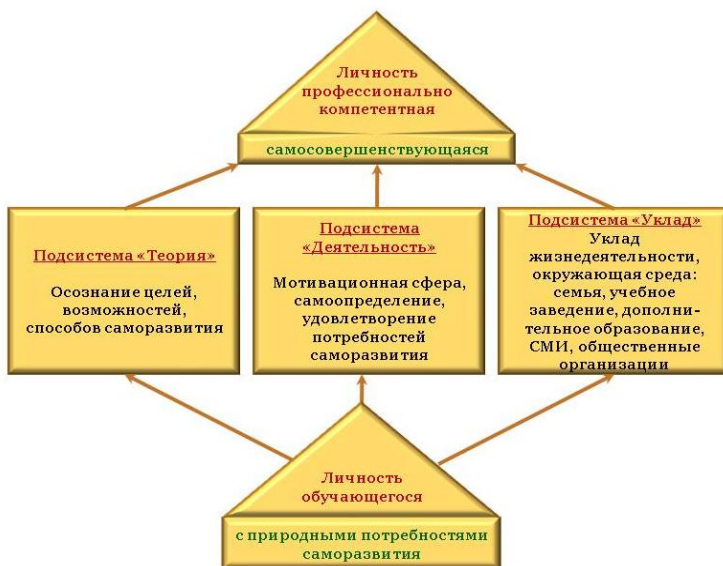 Личность
профессионально
компетентная
самосовершенствующаяся
Подсистема «Теория»
Осознание целей,
возможностей,
способов саморазвития
Подсистема
«Деятельность»
Мотивационная сфера,
самоопределение,
удовлетворение
потребностей
саморазвития
Подсистема «Уклад»
Уклад
жизнедеятельности,
окружающая среда:
семья, учебное
заведение, дополни-
тельное образование,
СМИ, общественные
организации
Личность
обучающегося
с природными потребностями
саморазвития